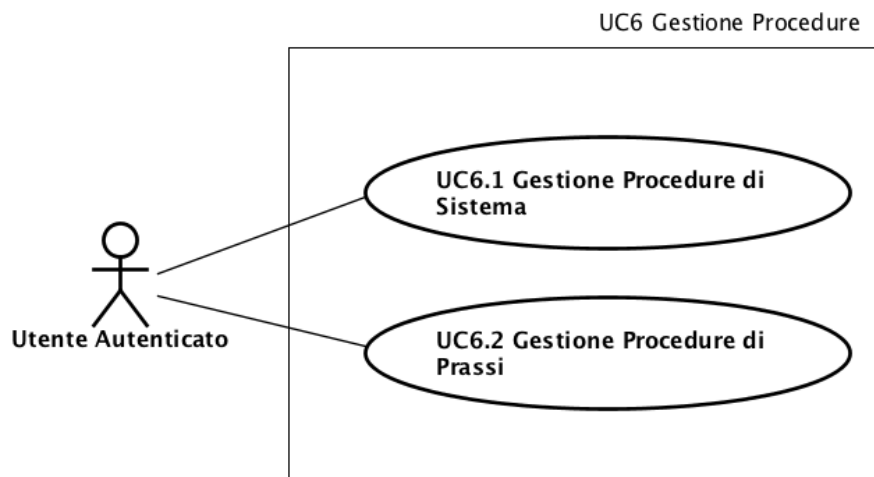 UC6 Gestione Procedure
UC6.1 Gestione Procedure di
Sistema
Utente Autenticato
UC6.2 Gestione Procedure di
Prassi